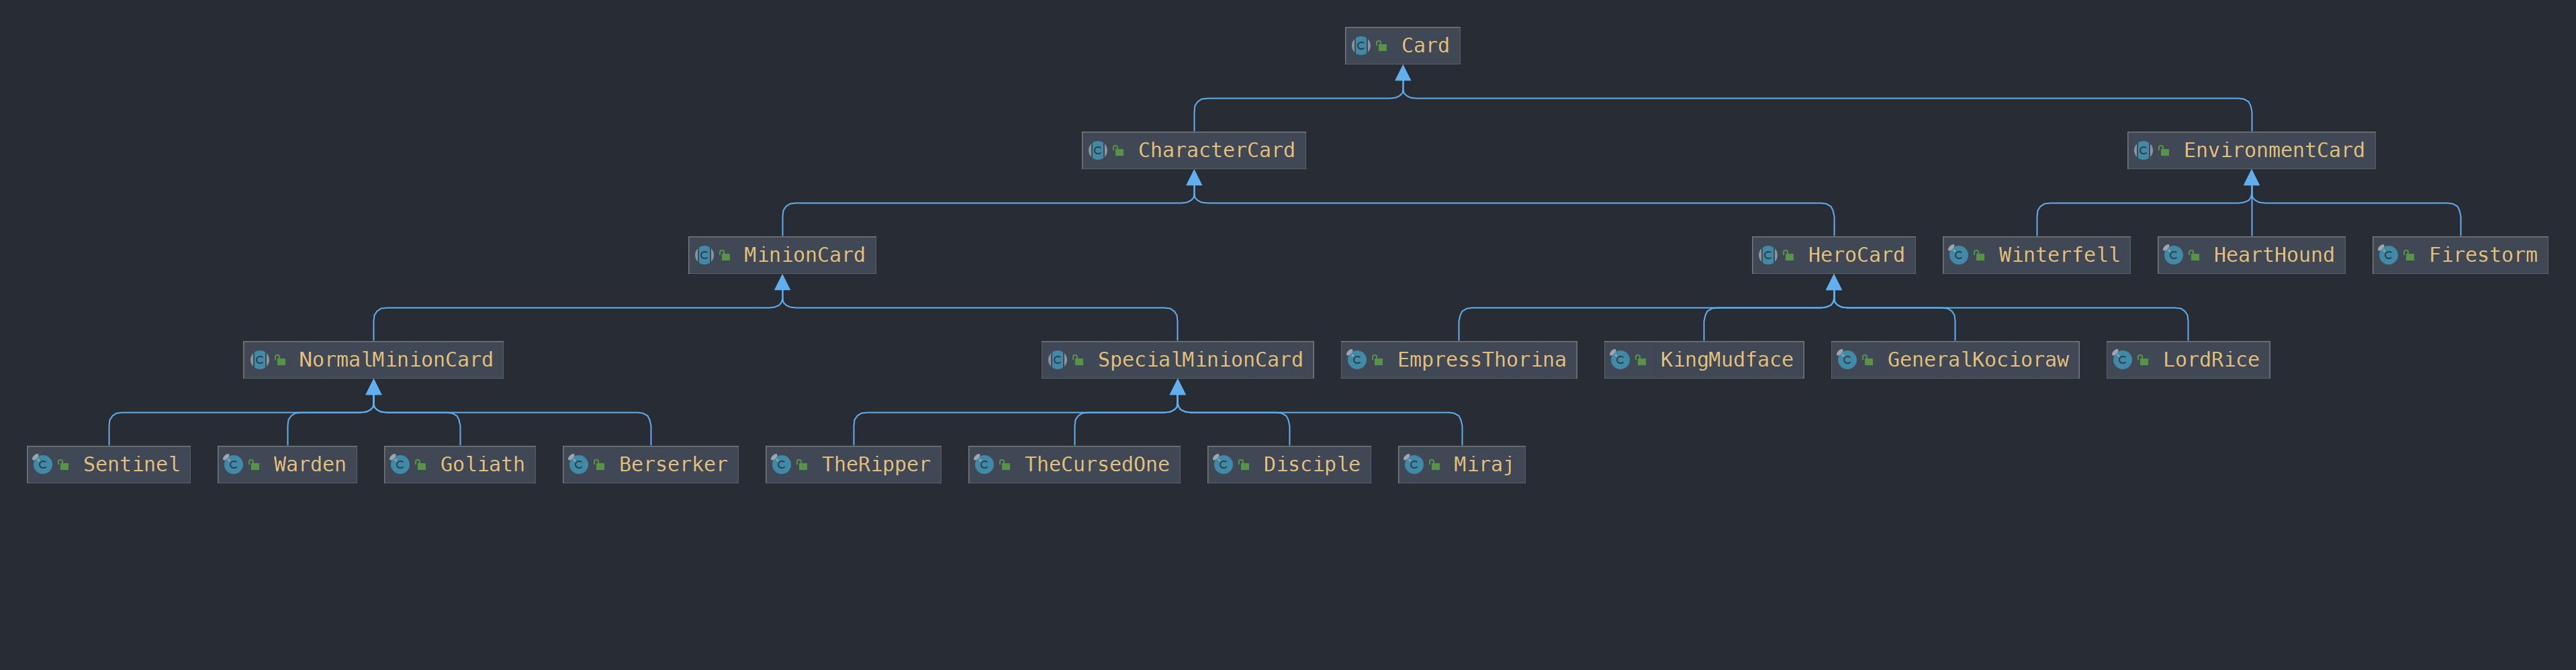 Card
CharacterCard
EnvironmentCard
MinionCard
HeroCard
Winterfell
HeartHound
Firestorm
NormalMinionCard
SpecialMinionCard
EmpressThorina
KingMudface
GeneralKocioraw
LordRice
Sentinel
Warden
Goliath
Berserker
TheRipper
TheCursedOne
Disciple
Miraj